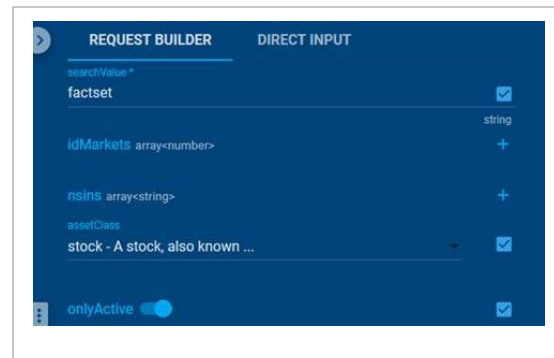 REQUEST BUILDER DIRECT INPUT
searchValue *
factset
string
idMarkets array<number>
nsins array<string>
assetClass
stock - A stock, also known ...
onlyActive